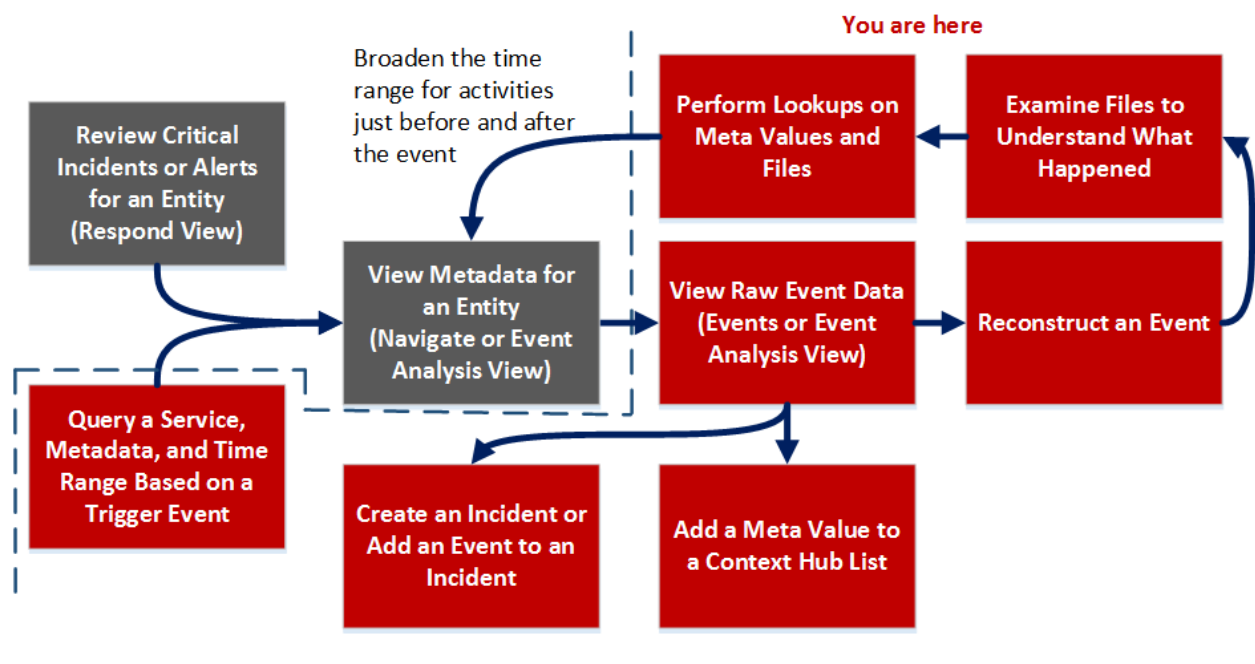 You are here
Broaden the time
range for activities
just before and after
the event
Perform Lookups on
Meta Values and
Files
Examine Files to
Understand What
Happened
Review Critical
Incidents or Alerts
for an Entity
(Respond View)
View Metadata for
an Entity
(Navigate or Event
Analysis View)
View Raw Event Data
(Events or Event
Analysis View)
Reconstruct an Event
Query a Service,
Metadata, and Time
Range Based on a
Trigger Event
Create an Incident or
Add an Event to an
Incident
Add a Meta Value to
a Context Hub List